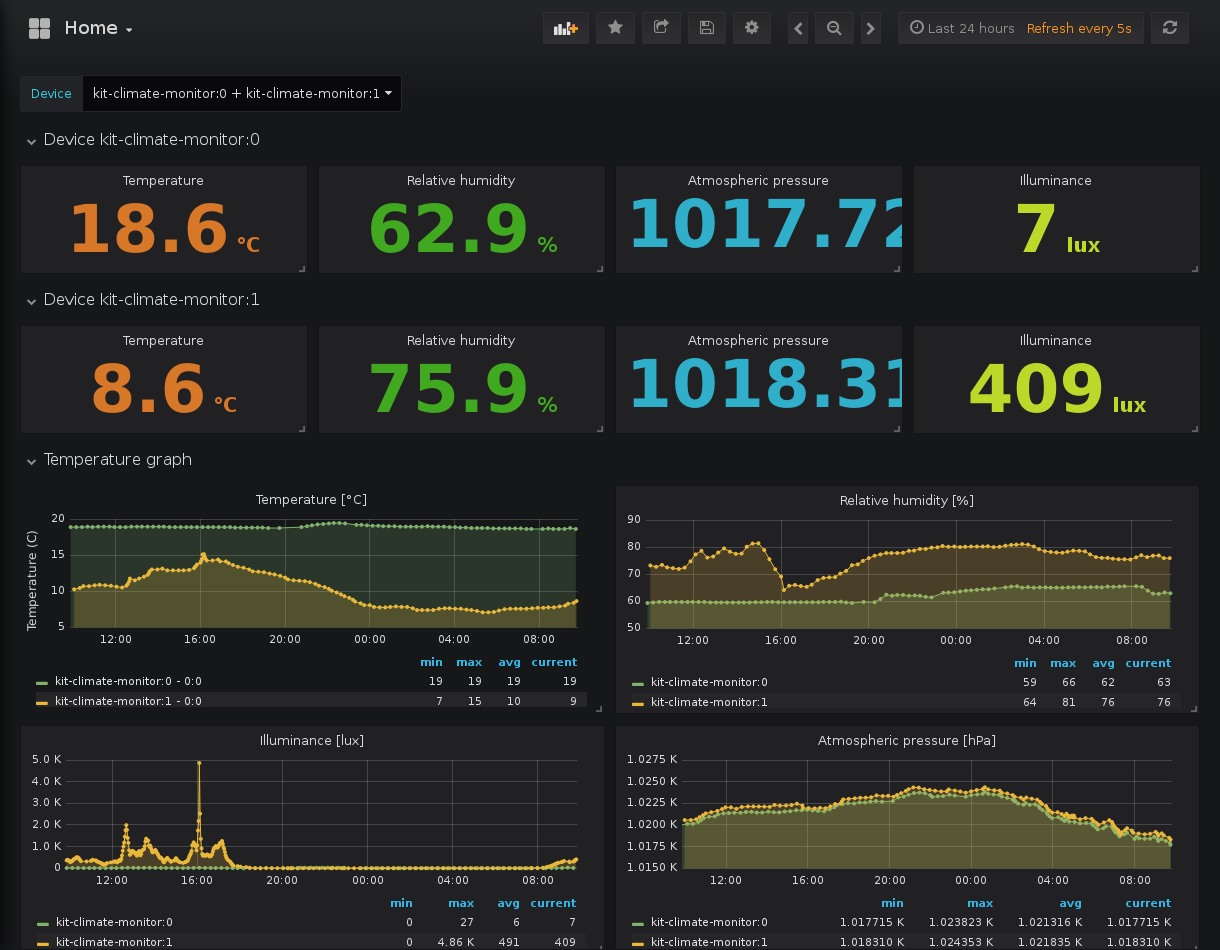 Home
Last 24 hours Refresh every 5s
Device kit-climate-monitor:0 + kit-climate-monitor:1
Device kit-climate-monitor:0
Temperature
18.6 °C
Relative humidity
62.9 %
Atmospheric pressure
1017.72
Illuminance
7 lux
Device kit-climate-monitor:1
Temperature
8.6 °C
Relative humidity
75.9 %
Atmospheric pressure
1018.31
Illuminance
409 lux
Temperature graph
Temperature [°C]
Temperature (C)
20
15
10
5
12:00 16:00 20:00 00:00 04:00 08:00
min max avg current
kit-climate-monitor:0 - 0:0 19 19 19 19
kit-climate-monitor:1 - 0:0 7 15 10 9
Relative humidity [%]
90
80
70
60
50
12:00 16:00 20:00 00:00 04:00 08:00
min max avg current
kit-climate-monitor:0 59 66 62 63
kit-climate-monitor:1 64 81 76 76
Illuminance [lux]
5.0 K
4.0 K
3.0 K
2.0 K
1.0 K
0
12:00 16:00 20:00 00:00 04:00 08:00
min max avg current
kit-climate-monitor:0 0 27 6 7
kit-climate-monitor:1 0 4.86 K 491 409
Atmospheric pressure [hPa]
1.0275 K
1.0250 K
1.0225 K
1.0200 K
1.0175 K
1.0150 K
12:00 16:00 20:00 00:00 04:00 08:00
min max avg current
kit-climate-monitor:0 1.017715 K 1.023823 K 1.021316 K 1.017715 K
kit-climate-monitor:1 1.018310 K 1.024353 K 1.021835 K 1.018310 K